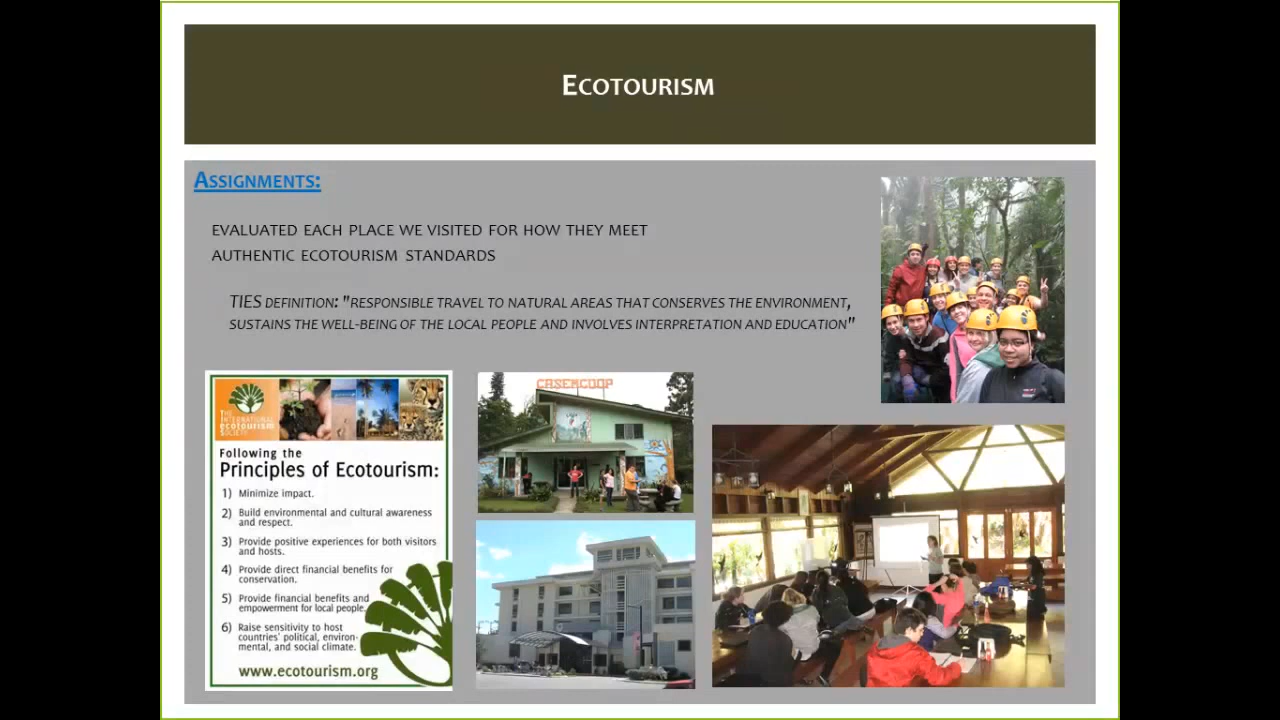 ECOTOURISM
ASSIGNMENTS:
EVALUATED EACH PLACE WE VISITED FOR HOW THEY MEET
AUTHENTIC ECOTOURISM STANDARDS
TIES DEFINITION: "RESPONSIBLE TRAVEL TO NATURAL AREAS THAT CONSERVES THE ENVIRONMENT,
SUSTAINS THE WELL-BEING OF THE LOCAL PEOPLE AND INVOLVES INTERPRETATION AND EDUCATION"
THE
INTERNATIONAL
ecotourism
SOCIETY
Following the
Principles of Ecotourism:
1) Minimize impact.
2) Build environmental and cultural awareness
and respect.
3) Provide positive experiences for both visitors
and hosts.
4) Provide direct financial benefits for
conservation.
5) Provide financial benefits and
empowerment for local people.
6) Raise sensitivity to host
countries' political, environ-
mental, and social climate.
www.ecotourism.org
CASEMCOOP